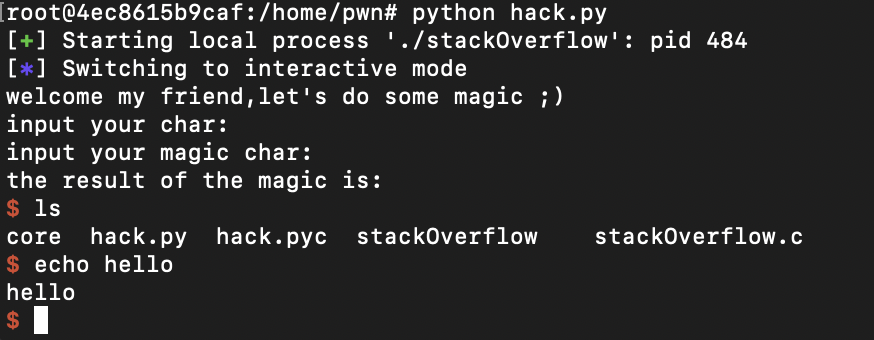 [root@4ec8615b9caf:/home/pwn# python hack.py
[+] Starting local process './stackOverflow': pid 484
[*] Switching to interactive mode
welcome my friend,let's do some magic ;)
input your char:
input your magic char:
the result of the magic is:
$ ls
core  hack.py  hack.pyc  stackOverflow    stackOverflow.c
$ echo hello
hello
$